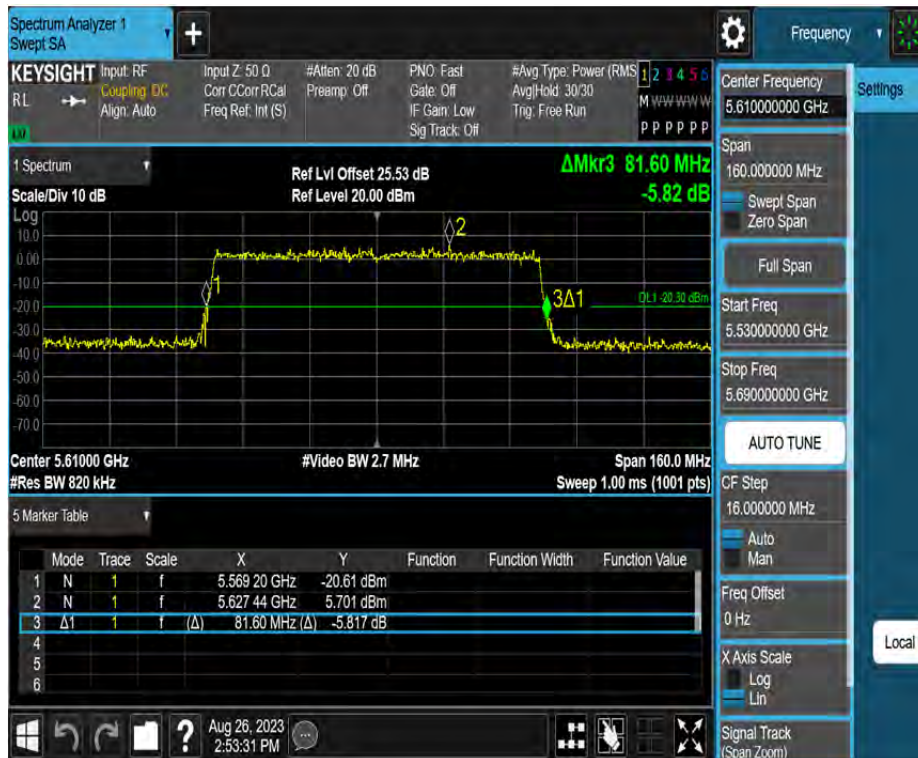 Spectrum Analyzer 1
Swept SA
+
Frequency
KEYSIGHT
RL
Input: RF
Coupling: DC
Align: Auto
Input Z: 50 Ω
Corr CCorr RCal
Freq Ref: Int (S)
#Atten: 20 dB
Preamp: Off
PNO: Fast
Gate: Off
IF Gain: Low
Sig Track: Off
#Avg Type: Power (RMS
Avg|Hold: 30/30
Trig: Free Run
1 2 3 4 5 6
M W W W W W
P P P P P P
1 Spectrum
Scale/Div 10 dB
Ref Lvl Offset 25.53 dB
Ref Level 20.00 dBm
ΔMkr3 81.60 MHz
-5.82 dB
Log
10.0
0.00
-10.0
-20.0
-30.0
-40.0
-50.0
-60.0
-70.0
1
2
3Δ1
DL1 -20.30 dBm
Center 5.61000 GHz
#Video BW 2.7 MHz
Span 160.0 MHz
#Res BW 820 kHz
Sweep 1.00 ms (1001 pts)
5 Marker Table
Mode Trace Scale X Y Function Function Width Function Value
1 N 1 f 5.569 20 GHz -20.61 dBm
2 N 1 f 5.627 44 GHz 5.701 dBm
3 Δ1 1 f (Δ) 81.60 MHz (Δ) -5.817 dB
4
5
6
?
Aug 26, 2023
2:53:31 PM
Center Frequency
5.610000000 GHz
Settings
Span
160.000000 MHz
Swept Span
Zero Span
Full Span
Start Freq
5.530000000 GHz
Stop Freq
5.690000000 GHz
AUTO TUNE
CF Step
16.000000 MHz
Auto
Man
Freq Offset
0 Hz
X Axis Scale
Log
Lin
Local
Signal Track
(Span Zoom)